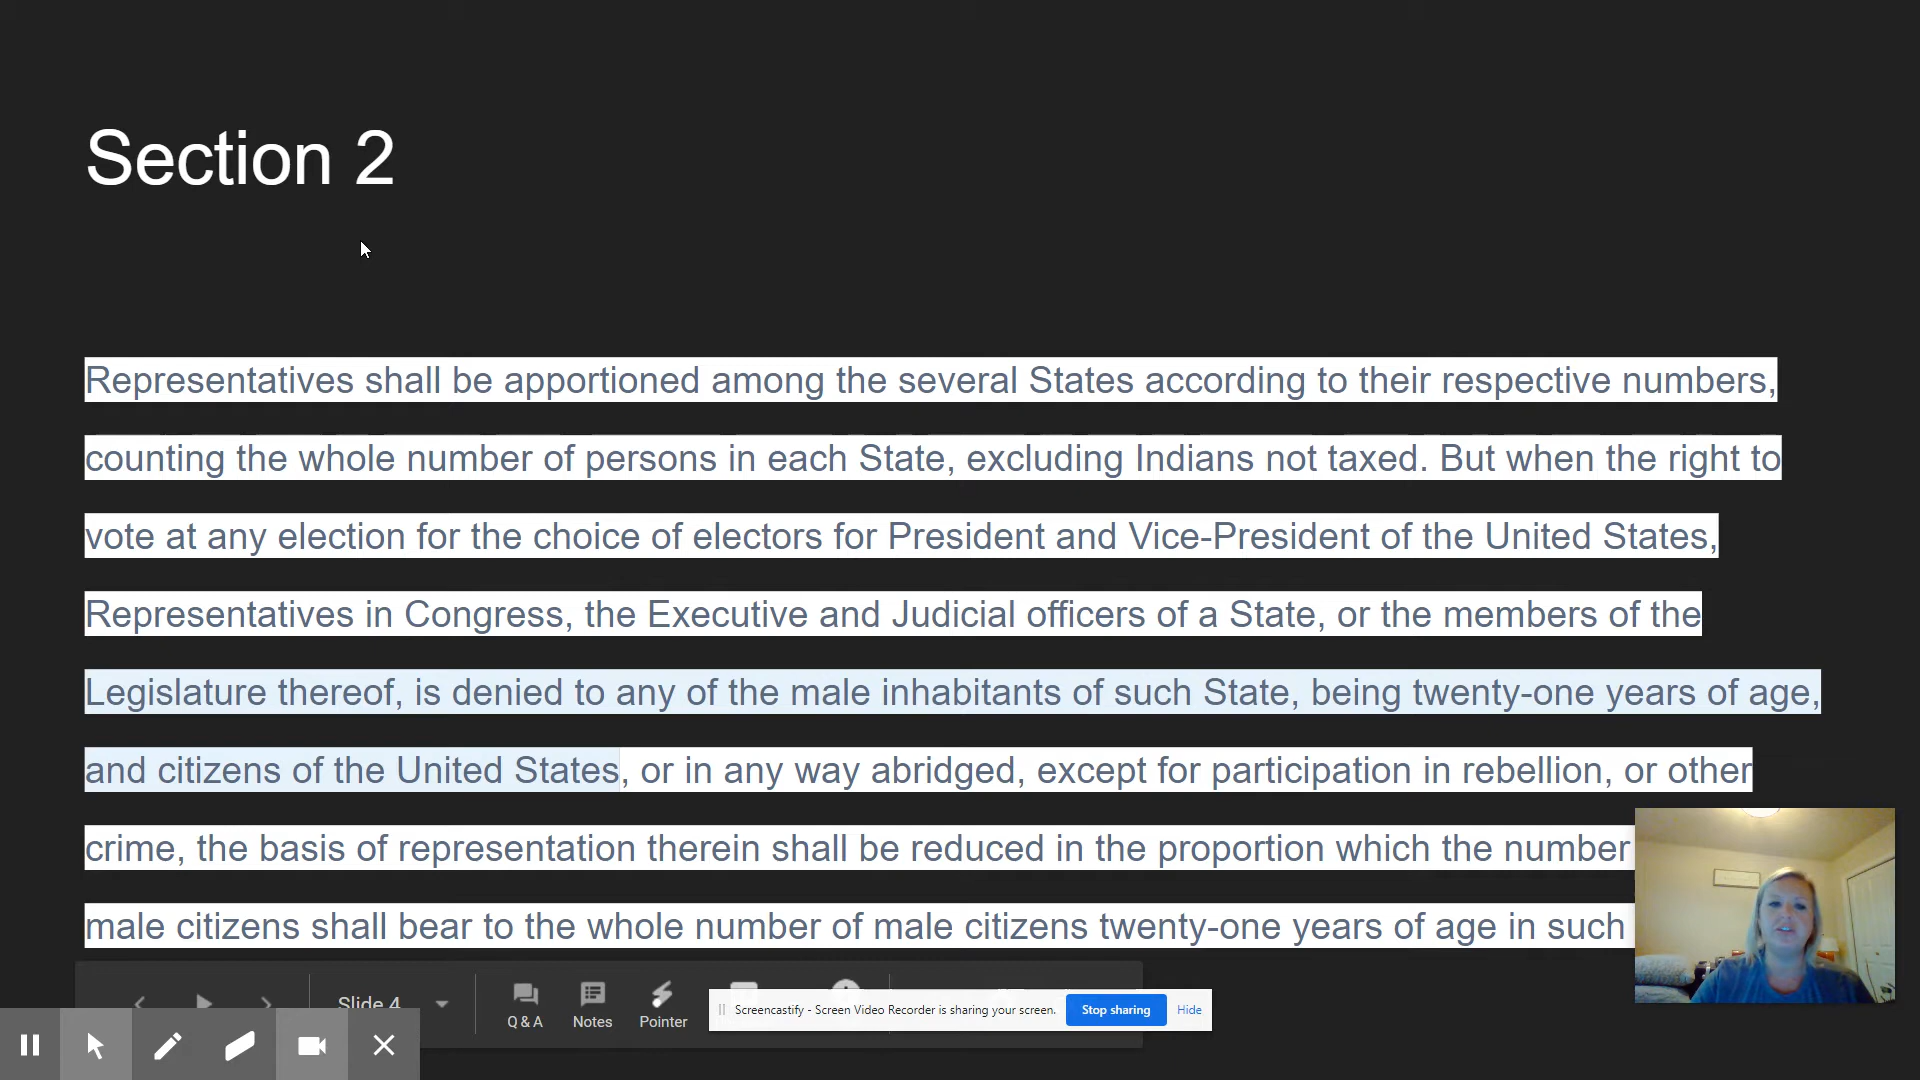 Section 2
Representatives shall be apportioned among the several States according to their respective numbers,
counting the whole number of persons in each State, excluding Indians not taxed. But when the right to
vote at any election for the choice of electors for President and Vice-President of the United States,
Representatives in Congress, the Executive and Judicial officers of a State, or the members of the
Legislature thereof, is denied to any of the male inhabitants of such State, being twenty-one years of age,
and citizens of the United States, or in any way abridged, except for participation in rebellion, or other
crime, the basis of representation therein shall be reduced in the proportion which the number
male citizens shall bear to the whole number of male citizens twenty-one years of age in such
Slide 4
Q & A Notes Pointer
Screencastify - Screen Video Recorder is sharing your screen. Stop sharing Hide